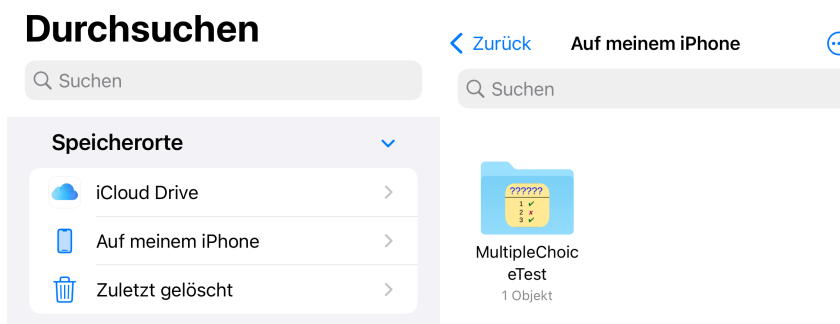 Durchsuchen
Suchen
Speicherorte
iCloud Drive
Auf meinem iPhone
Zuletzt gelöscht
Zurück
Auf meinem iPhone
Suchen
??????
1 ✓
2 ✗
3 ✓
MultipleChoic
eTest
1 Objekt